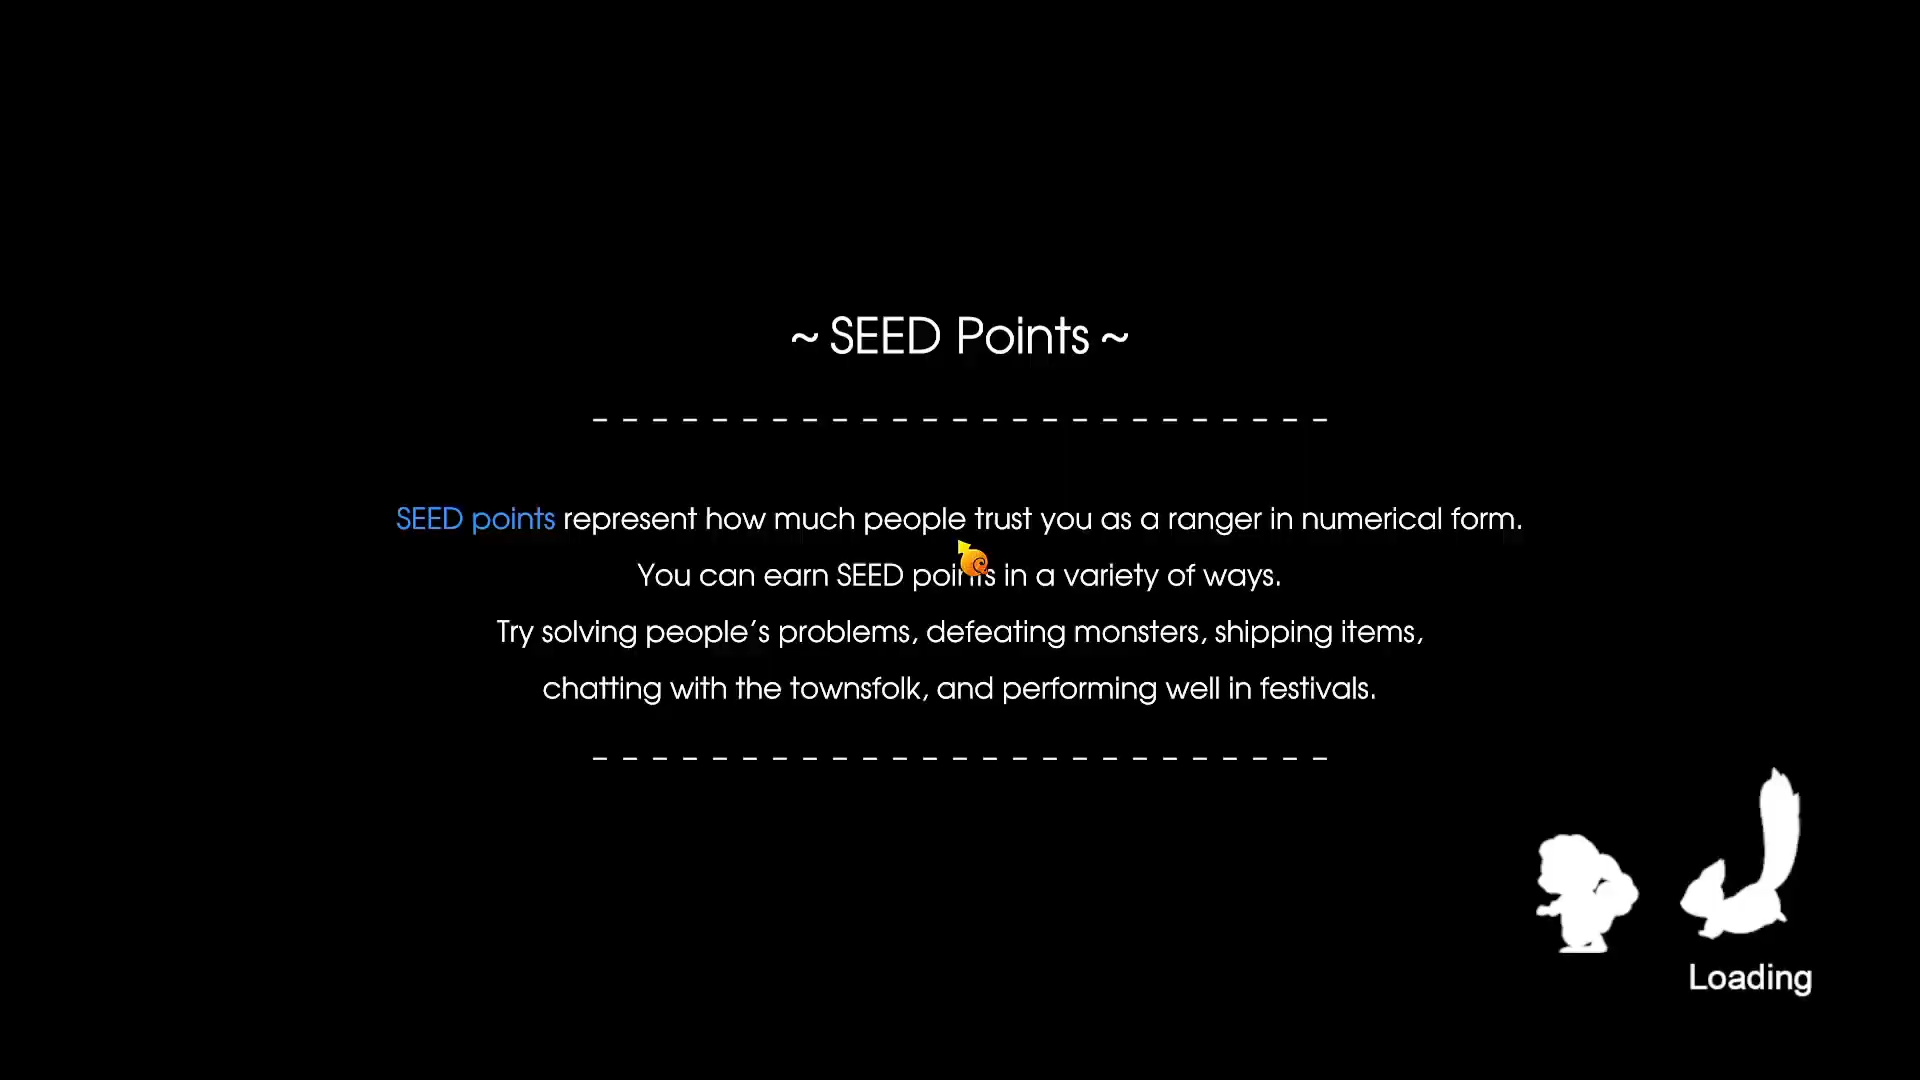 ~ SEED Points ~
– – – – – – – – – – – – – – – – – – – – – – – – –
SEED points represent how much people trust you as a ranger in numerical form.
You can earn SEED points in a variety of ways.
Try solving people's problems, defeating monsters, shipping items,
chatting with the townsfolk, and performing well in festivals.
– – – – – – – – – – – – – – – – – – – – – – – – –
Loading